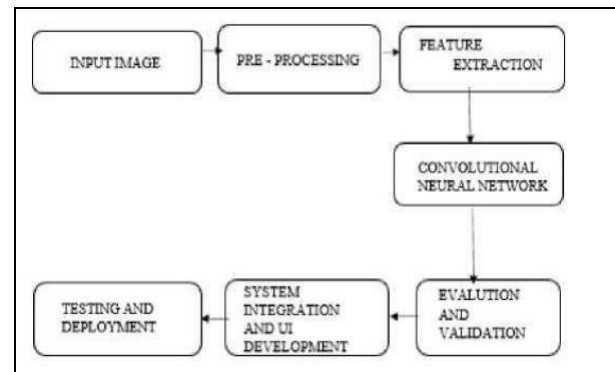 INPUT IMAGE
PRE - PROCESSING
FEATURE
EXTRACTION
CONVOLUTIONAL
NEURAL NETWORK
EVALUTION
AND
VALIDATION
SYSTEM
INTEGRATION
AND UI
DEVELOPMENT
TESTING AND
DEPLOYMENT